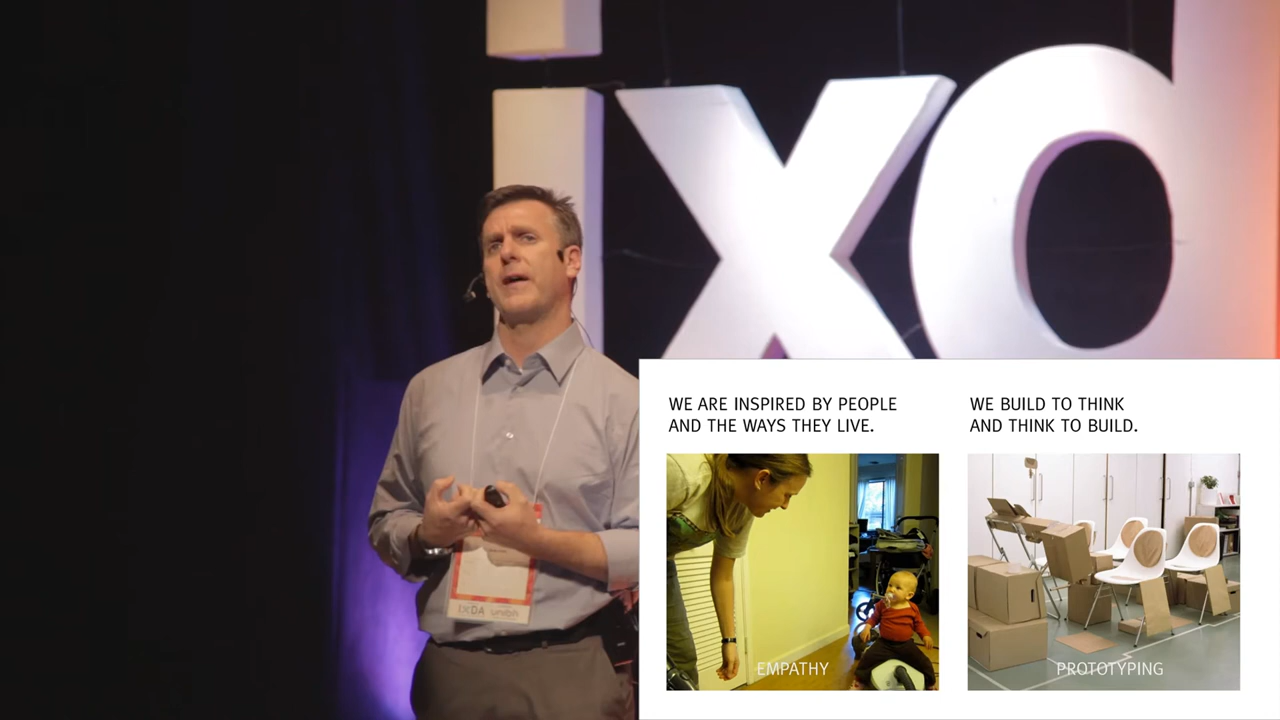 ixd
IXDA unibh
WE ARE INSPIRED BY PEOPLE
AND THE WAYS THEY LIVE.
WE BUILD TO THINK
AND THINK TO BUILD.
EMPATHY
PROTOTYPING